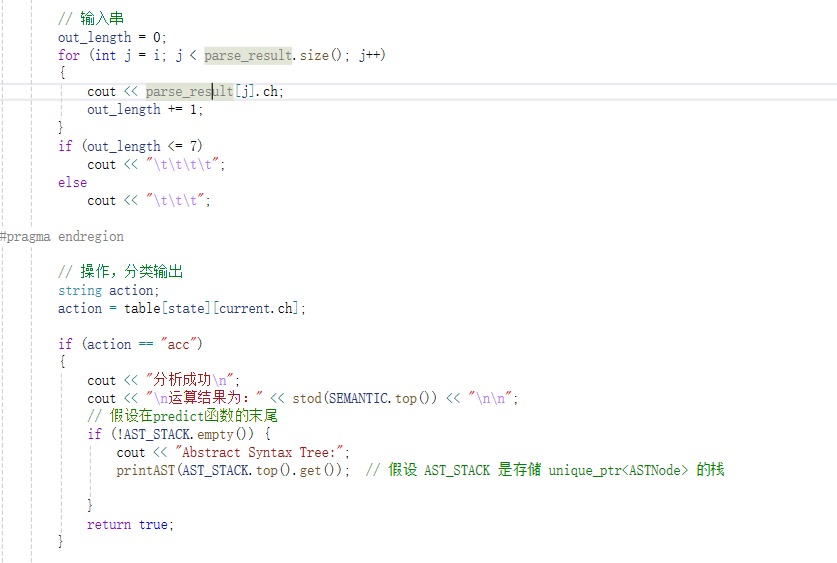 // 输入串
out_length = 0;
for (int j = i; j < parse_result.size(); j++)
{
cout << parse_result[j].ch;
out_length += 1;
}
if (out_length <= 7)
cout << "\t\t\t\t";
else
cout << "\t\t\t";
#pragma endregion
// 操作，分类输出
string action;
action = table[state][current.ch];
if (action == "acc")
{
cout << "分析成功\n";
cout << "\n运算结果为：" << stod(SEMANTIC.top()) << "\n\n";
// 假设在predict函数的末尾
if (!AST_STACK.empty()) {
cout << "Abstract Syntax Tree:";
printAST(AST_STACK.top().get());  // 假设 AST_STACK 是存储 unique_ptr<ASTNode> 的栈
}
return true;
}